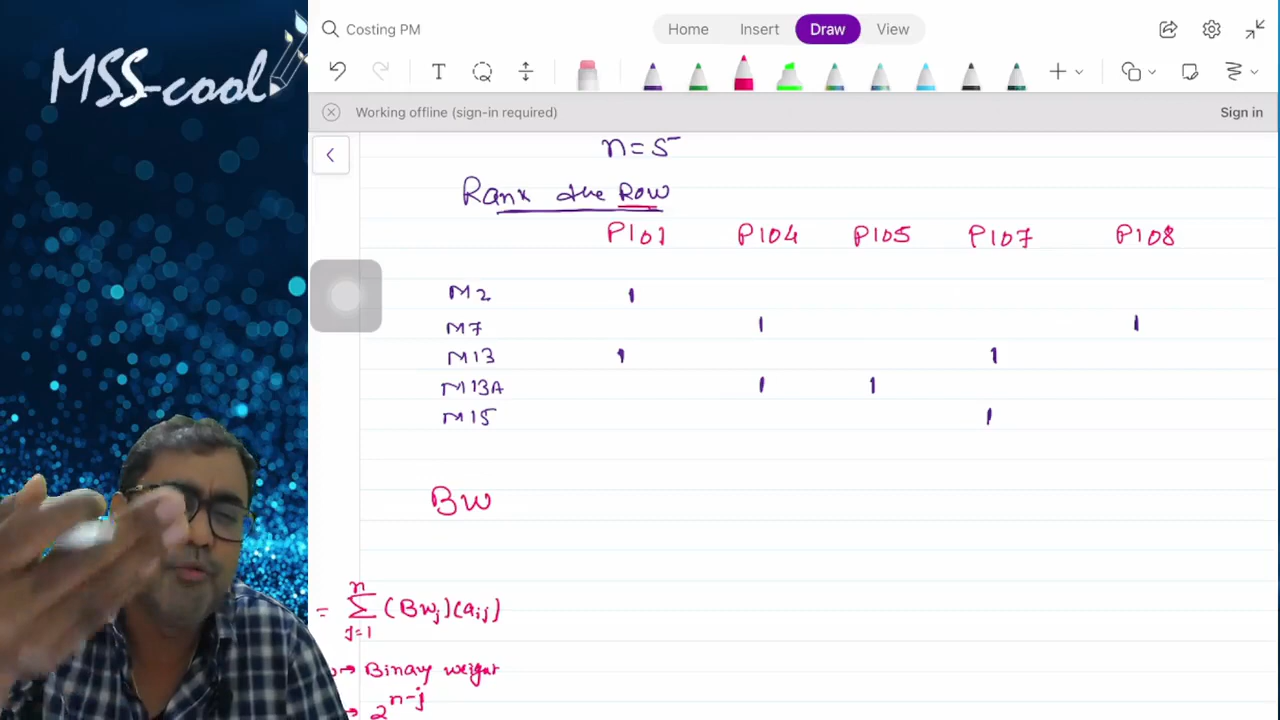 MSS-cool
Costing PM
Home Insert Draw View
Working offline (sign-in required) Sign in
n=5
Rank the Row
P101 P104 P105 P107 P108
M2 1
M7 1 1
M13 1 1
M13A 1 1
M15 1
BW
= n Σ j=1 (Bwj)(aij)
→ Binary weight
→ 2^n-j